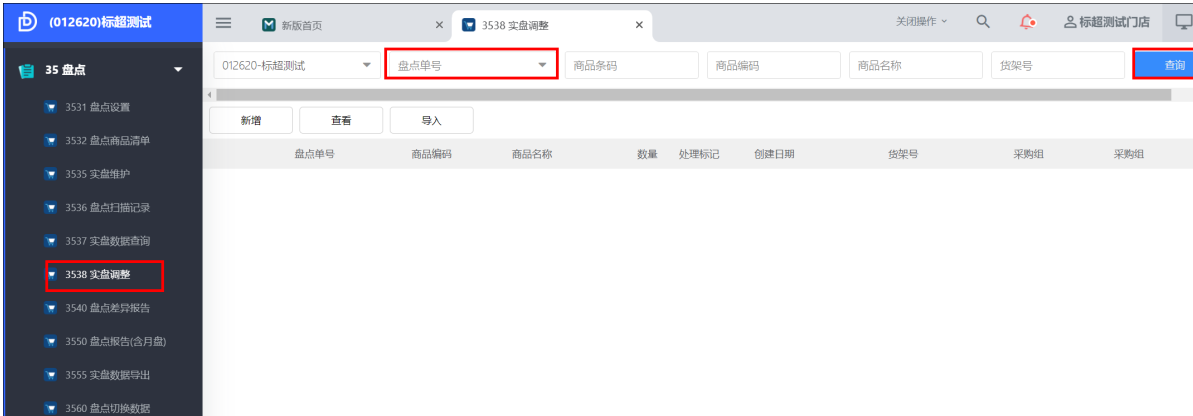 (012620)标超测试
新版首页
3538 实盘调整
关闭操作
标超测试门店
35 盘点
012620-标超测试
盘点单号
商品条码
商品编码
商品名称
货架号
查询
3531 盘点设置
新增
查看
导入
3532 盘点商品清单
盘点单号
商品编码
商品名称
数量
处理标记
创建日期
货架号
采购组
采购组
3535 实盘维护
3536 盘点扫描记录
3537 实盘数据查询
3538 实盘调整
3540 盘点差异报告
3550 盘点报告(含月盘)
3555 实盘数据导出
3560 盘点切换数据